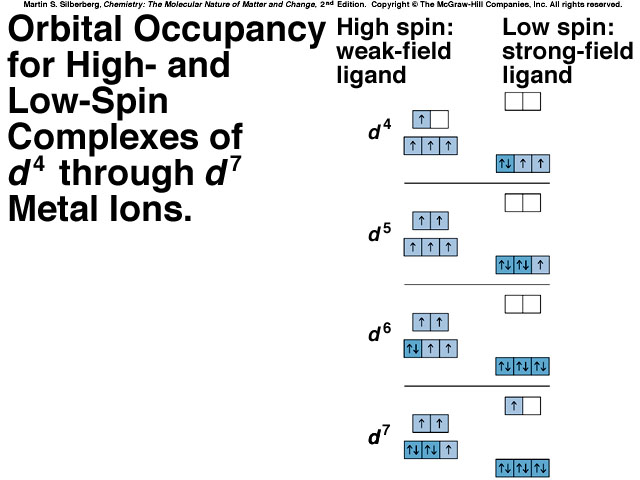 Martin S. Silberberg, Chemistry: The Molecular Nature of Matter and Change, 2nd Edition. Copyright © The McGraw-Hill Companies, Inc. All rights reserved.
Orbital Occupancy
for High- and
Low-Spin
Complexes of
d⁴ through d⁷
Metal Ions.
High spin:
weak-field
ligand
Low spin:
strong-field
ligand
d⁴
d⁵
d⁶
d⁷